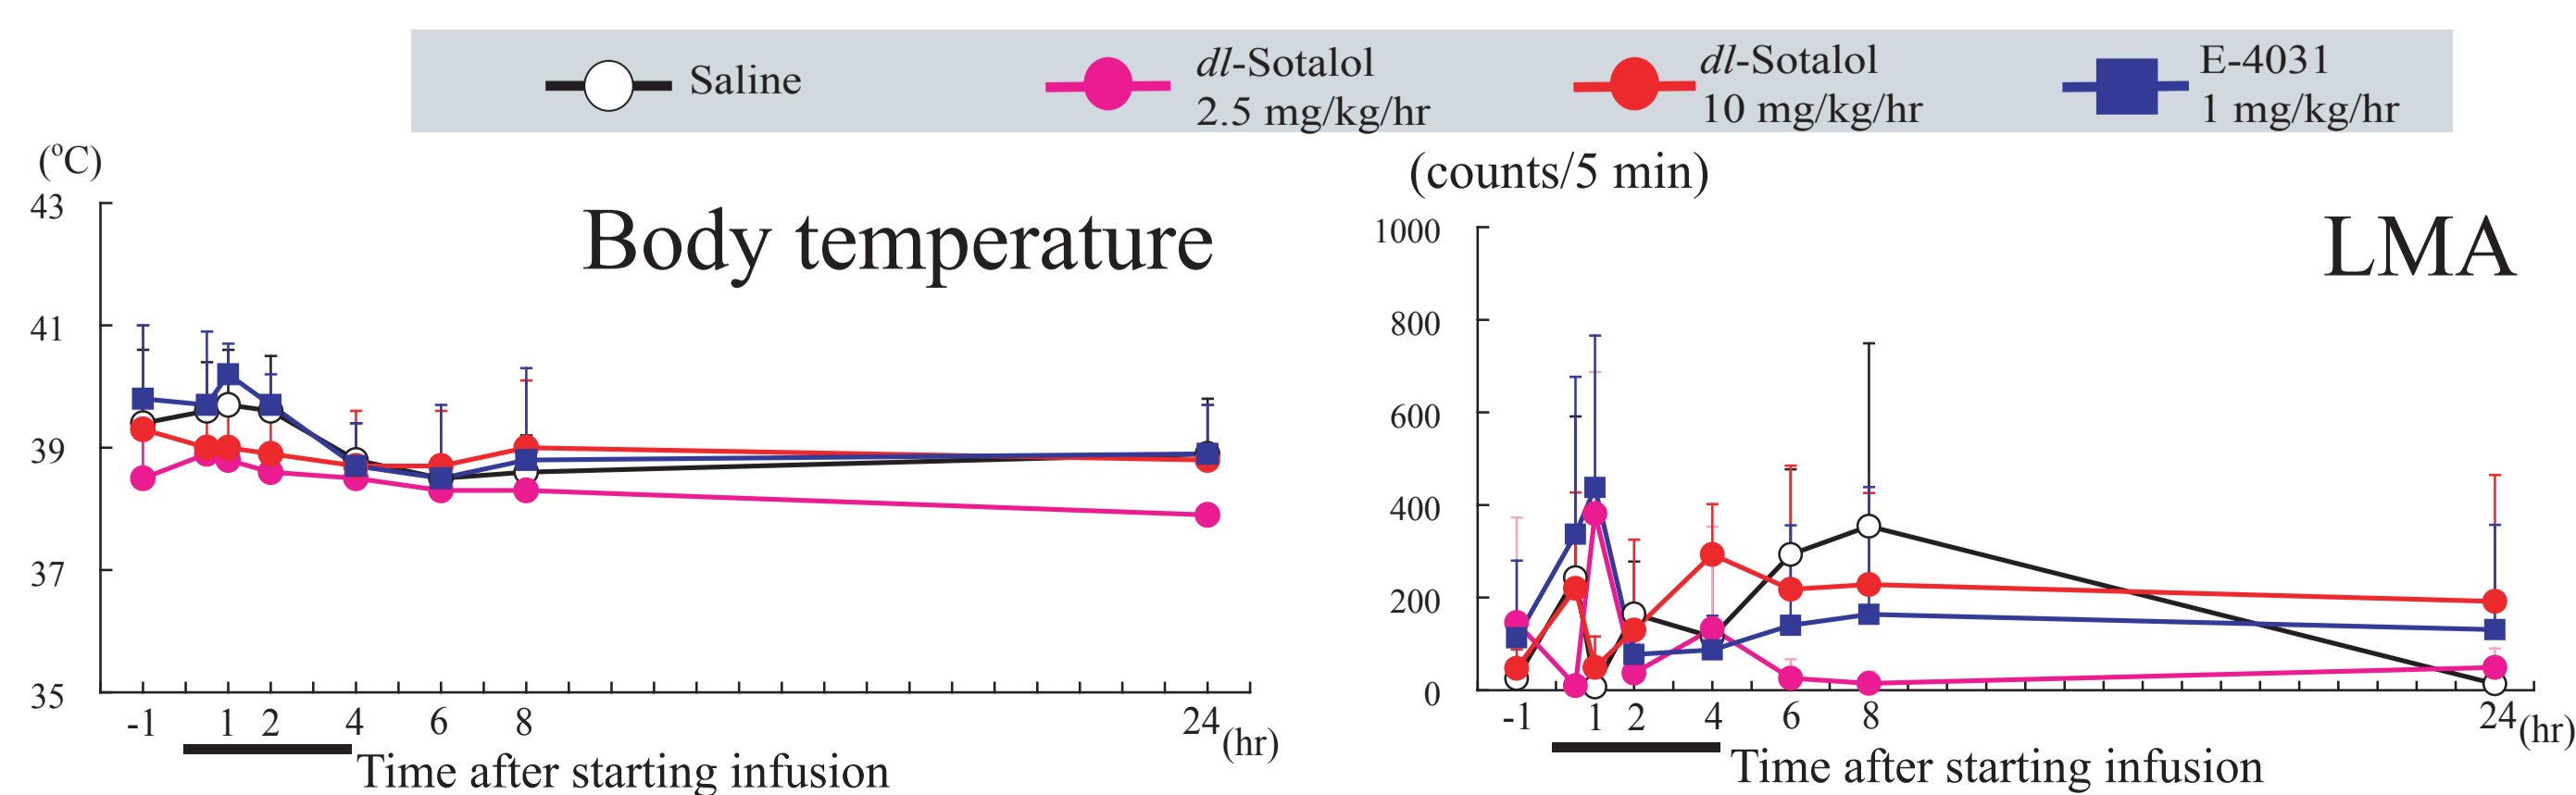 Saline
dl-Sotalol
2.5 mg/kg/hr
dl-Sotalol
10 mg/kg/hr
E-4031
1 mg/kg/hr
(ºC)
Body temperature
43
41
39
37
35
-1 1 2 4 6 8 24 (hr)
Time after starting infusion
(counts/5 min)
LMA
1000
800
600
400
200
0
-1 1 2 4 6 8 24 (hr)
Time after starting infusion